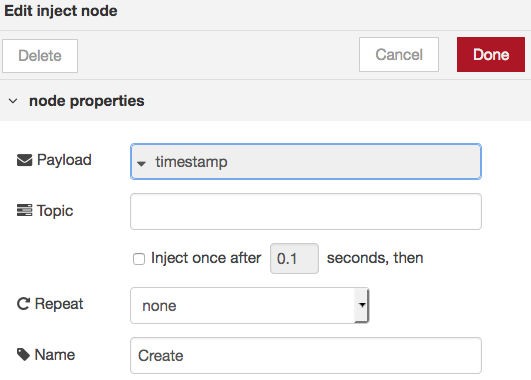 Edit inject node
Delete Cancel Done
node properties
Payload timestamp
Topic
Inject once after 0.1 seconds, then
Repeat none
Name Create